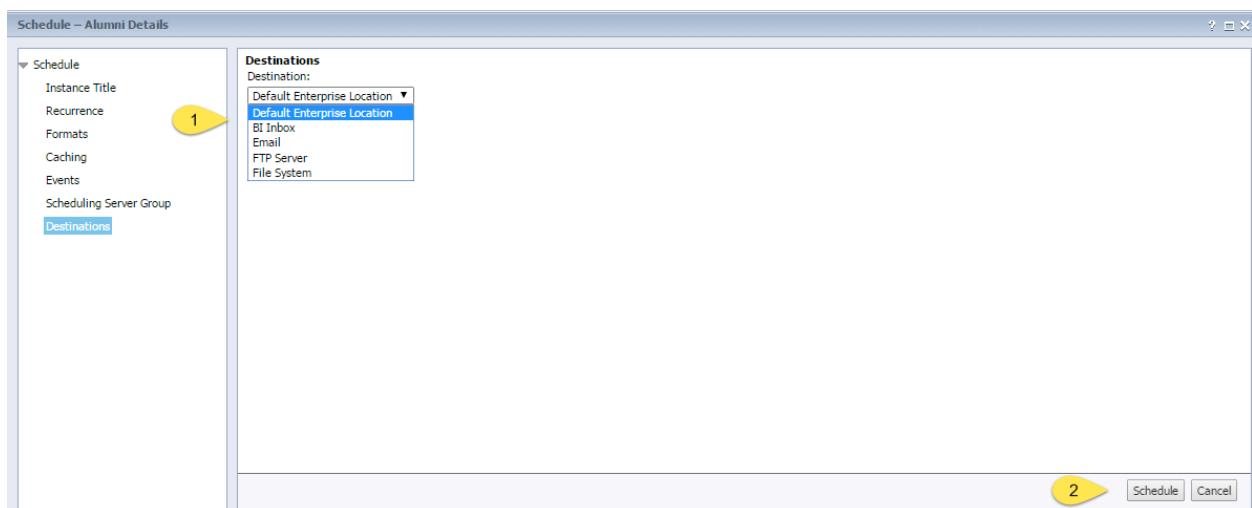 Schedule – Alumni Details
Schedule
Instance Title
Recurrence
Formats
Caching
Events
Scheduling Server Group
Destinations
1
Destinations
Destination:
Default Enterprise Location
Default Enterprise Location
BI Inbox
Email
FTP Server
File System
2
Schedule Cancel